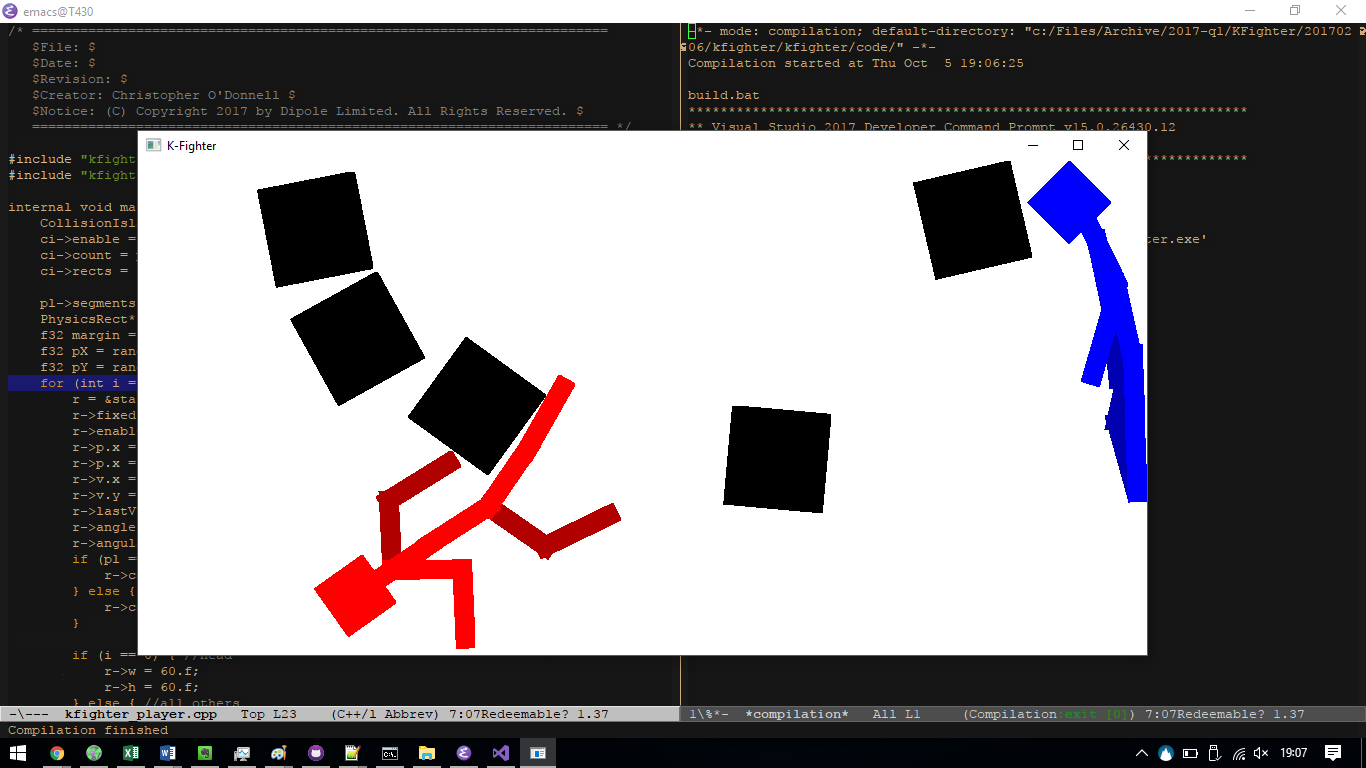 emacs@T430
/* ========================================================================
$File: $
$Date: $
$Revision: $
$Creator: Christopher O'Donnell $
$Notice: (C) Copyright 2017 by Dipole Limited. All Rights Reserved. $
======================================================================== */
#include "kfight
#include "kfight
internal void ma
CollisionIsl
ci->enable =
ci->count =
ci->rects =
pl->segments
PhysicsRect*
f32 margin =
f32 pX = ran
f32 pY = ran
for (int i =
r = &sta
r->fixed
r->enabl
r->p.x =
r->p.x =
r->v.x =
r->v.y =
r->lastV
r->angle
r->angul
if (pl =
r->c
} else {
r->c
}
if (i == 0) { //head
r->w = 60.f;
r->h = 60.f;
} else { //all others
-\--- kfighter_player.cpp Top L23 (C++/l Abbrev) 7:07Redeemable? 1.37
Compilation finished
-*- mode: compilation; default-directory: "c:/Files/Archive/2017-q1/KFighter/201702
06/kfighter/kfighter/code/" -*-
Compilation started at Thu Oct  5 19:06:25
build.bat
**********************************************************************
** Visual Studio 2017 Developer Command Prompt v15.0.26430.12
*************
ter.exe'
1\%*- *compilation* All L1 (Compilation:exit [0]) 7:07Redeemable? 1.37
K-Fighter
19:07